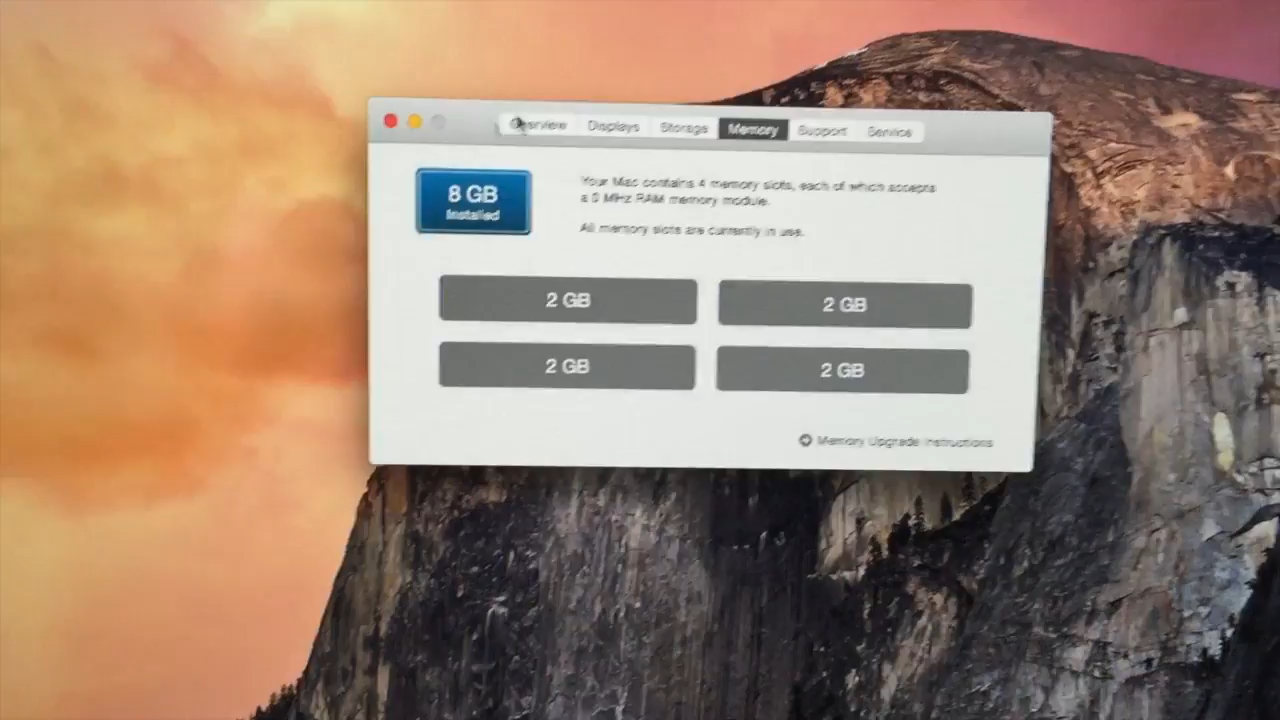 Overview Displays Storage Memory Support Service
8 GB
Installed
Your Mac contains 4 memory slots, each of which accepts
a 0 MHz RAM memory module.
All memory slots are currently in use.
2 GB 2 GB
2 GB 2 GB
Memory Upgrade Instructions